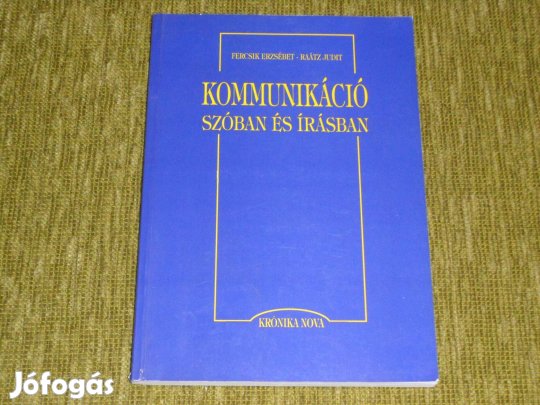 FERCSIK ERZSÉBET - RAÁTZ JUDIT
KOMMUNIKÁCIÓ
SZÓBAN ÉS ÍRÁSBAN
KRÓNIKA NOVA
Jófogás